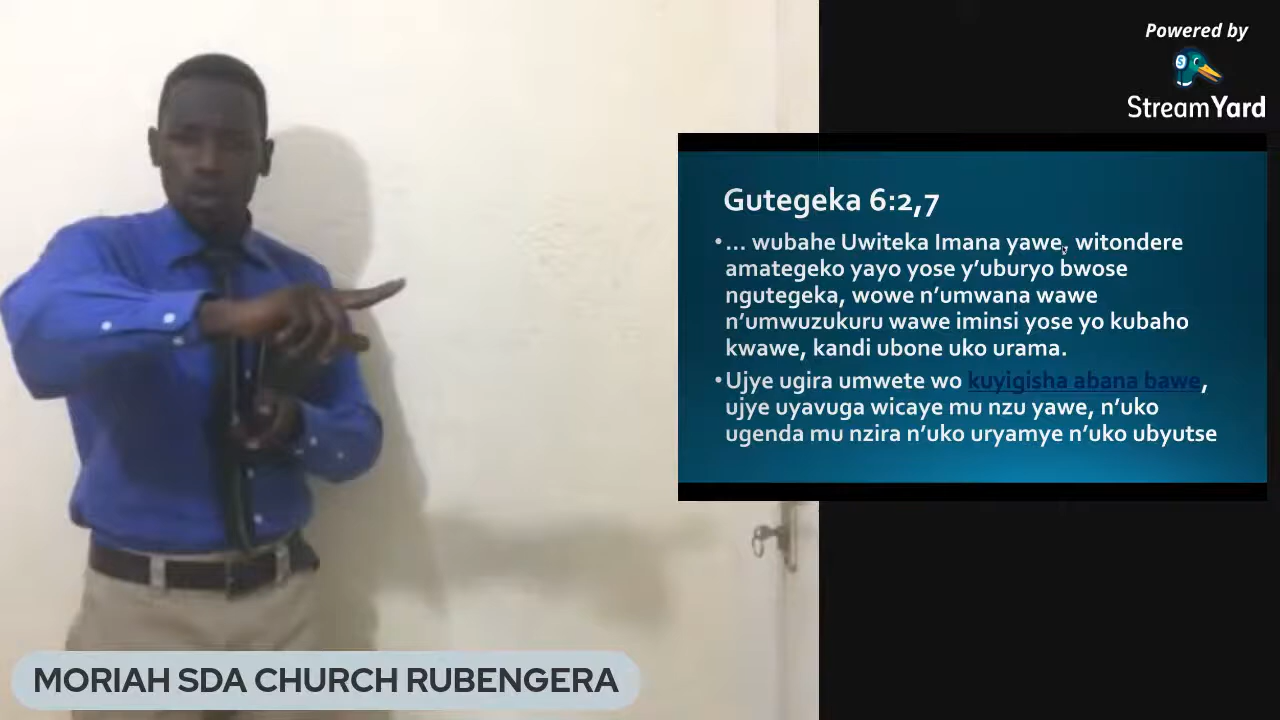 Powered by
StreamYard
Gutegeka 6:2,7
• ... wubahe Uwiteka Imana yawe, witondere
amategeko yayo yose y’uburyo bwose
ngutegeka, wowe n’umwana wawe
n’umwuzukuru wawe iminsi yose yo kubaho
kwawe, kandi ubone uko urama.
• Ujye ugira umwete wo kuyigisha abana bawe,
ujye uyavuga wicaye mu nzu yawe, n’uko
ugenda mu nzira n’uko uryamye n’uko ubyutse
MORIAH SDA CHURCH RUBENGERA